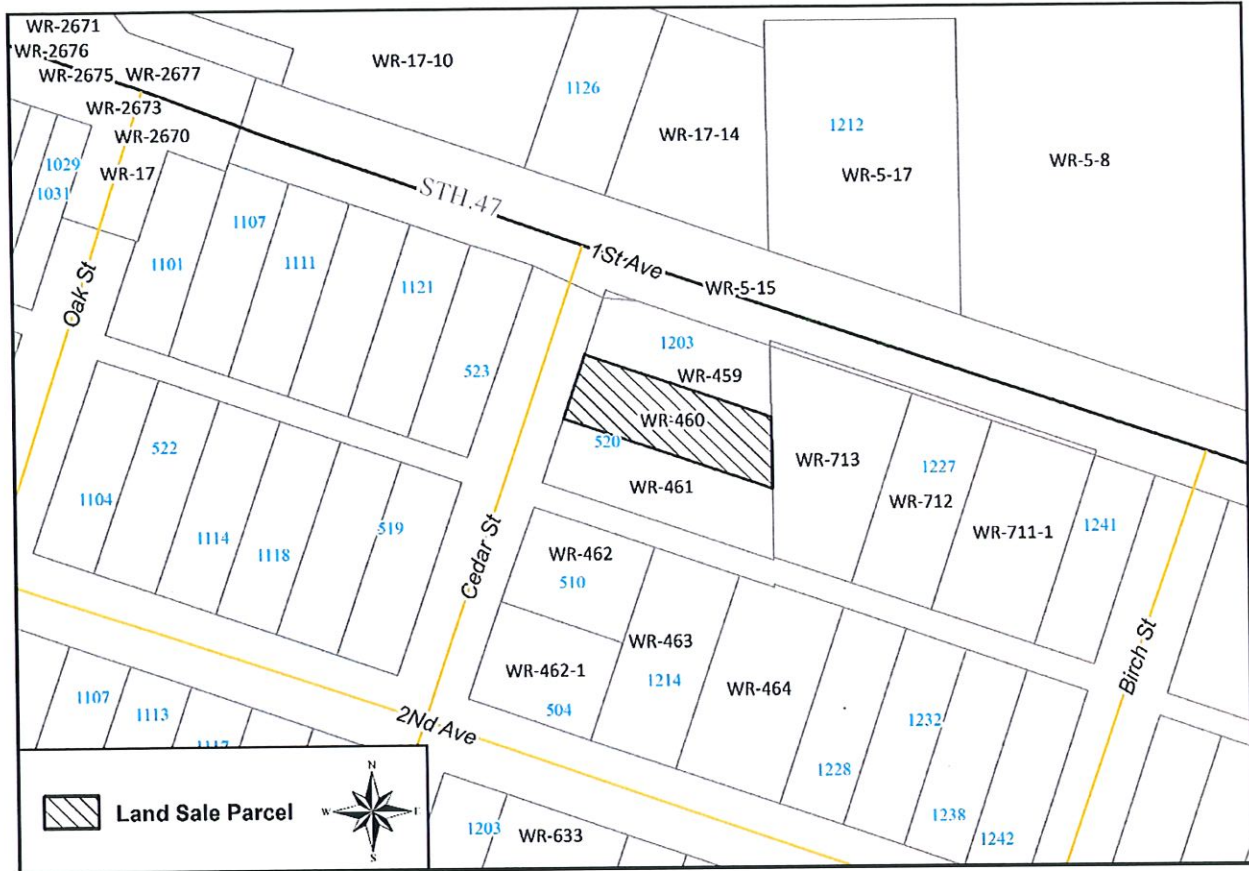 WR-2671
WR-2676
WR-2675
WR-2677
WR-2673
WR-2670
WR-17
1029
1031
Oak St
WR-17-10
1126
WR-17-14
1212
WR-5-17
WR-5-8
STH 47
1St Ave
WR-5-15
1101
1107
1111
1121
523
1203
WR-459
WR-460
520
WR-461
WR-713
1227
WR-712
WR-711-1
1241
1104
522
1114
1118
519
Cedar St
WR-462
510
WR-463
WR-462-1
504
1214
WR-464
1228
1232
1238
1242
Birch St
1107
1113
1117
2Nd Ave
1203
WR-633
Land Sale Parcel
N
W
E
S